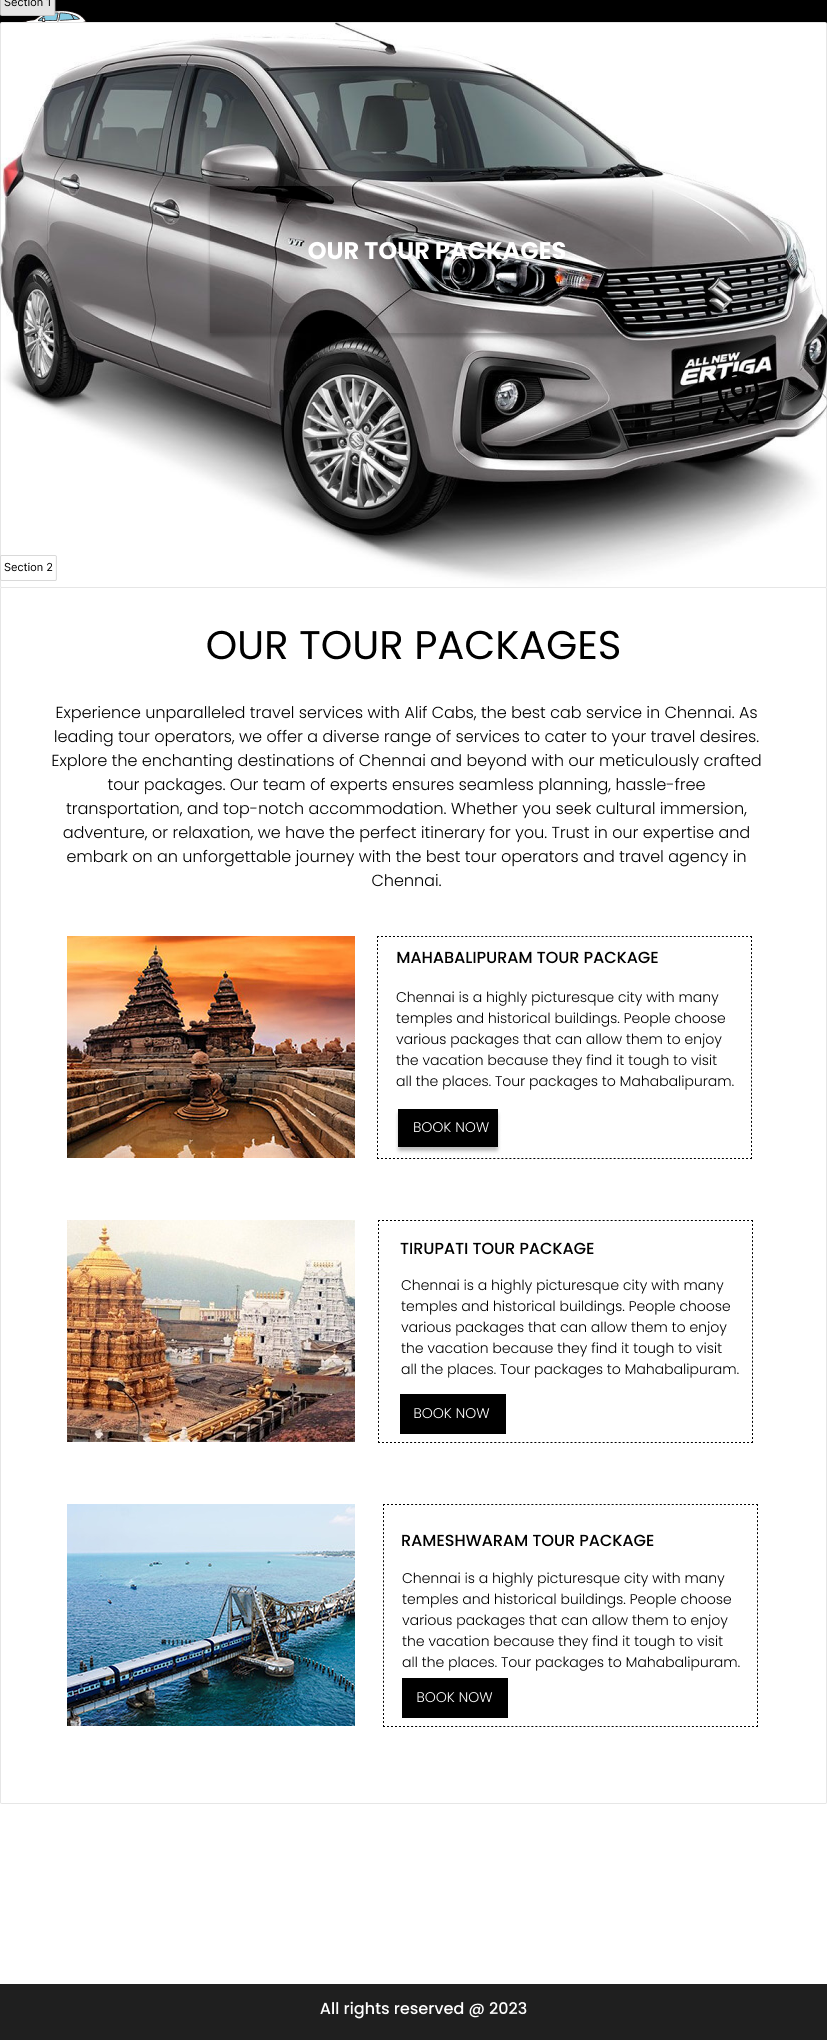 Section 1
VVT
OUR TOUR PACKAGES
ALL NEW
ERTIGA
Section 2
OUR TOUR PACKAGES
Experience unparalleled travel services with Alif Cabs, the best cab service in Chennai. As
leading tour operators, we offer a diverse range of services to cater to your travel desires.
Explore the enchanting destinations of Chennai and beyond with our meticulously crafted
tour packages. Our team of experts ensures seamless planning, hassle-free
transportation, and top-notch accommodation. Whether you seek cultural immersion,
adventure, or relaxation, we have the perfect itinerary for you. Trust in our expertise and
embark on an unforgettable journey with the best tour operators and travel agency in
Chennai.
MAHABALIPURAM TOUR PACKAGE
Chennai is a highly picturesque city with many
temples and historical buildings. People choose
various packages that can allow them to enjoy
the vacation because they find it tough to visit
all the places. Tour packages to Mahabalipuram.
BOOK NOW
TIRUPATI TOUR PACKAGE
Chennai is a highly picturesque city with many
temples and historical buildings. People choose
various packages that can allow them to enjoy
the vacation because they find it tough to visit
all the places. Tour packages to Mahabalipuram.
BOOK NOW
RAMESHWARAM TOUR PACKAGE
Chennai is a highly picturesque city with many
temples and historical buildings. People choose
various packages that can allow them to enjoy
the vacation because they find it tough to visit
all the places. Tour packages to Mahabalipuram.
BOOK NOW
All rights reserved @ 2023